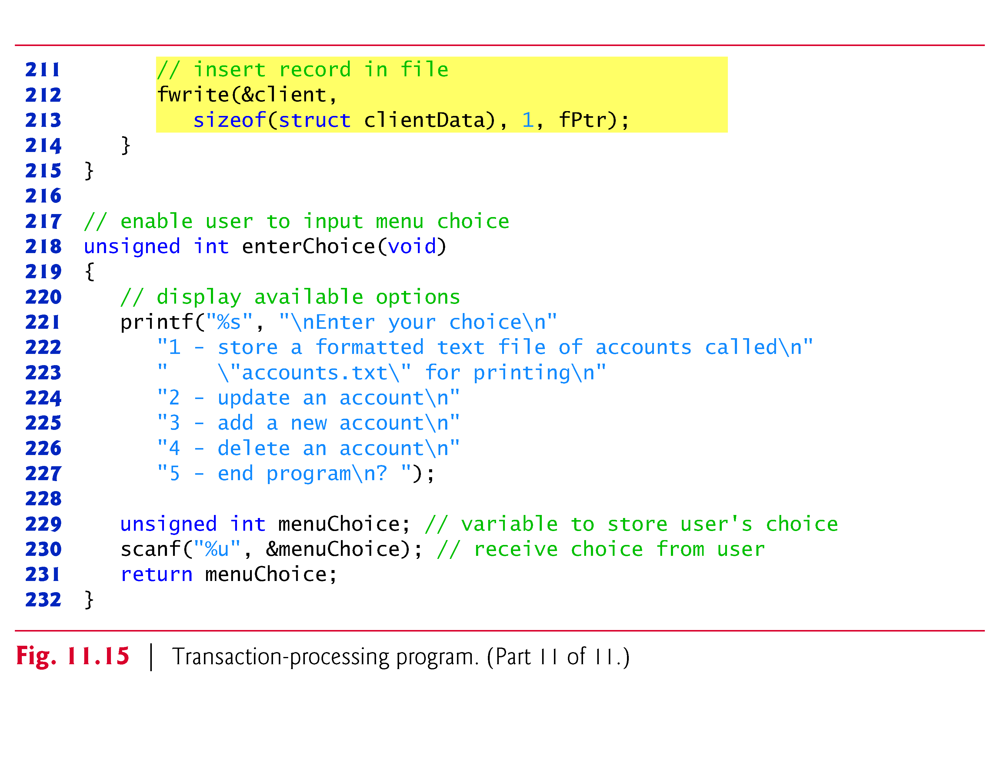 211        // insert record in file
212        fwrite(&client,
213           sizeof(struct clientData), 1, fPtr);
214     }
215  }
216
217  // enable user to input menu choice
218  unsigned int enterChoice(void)
219  {
220     // display available options
221     printf("%s", "\nEnter your choice\n"
222        "1 - store a formatted text file of accounts called\n"
223        "    \"accounts.txt\" for printing\n"
224        "2 - update an account\n"
225        "3 - add a new account\n"
226        "4 - delete an account\n"
227        "5 - end program\n? ");
228
229     unsigned int menuChoice; // variable to store user's choice
230     scanf("%u", &menuChoice); // receive choice from user
231     return menuChoice;
232  }
Fig. 11.15 | Transaction-processing program. (Part 11 of 11.)